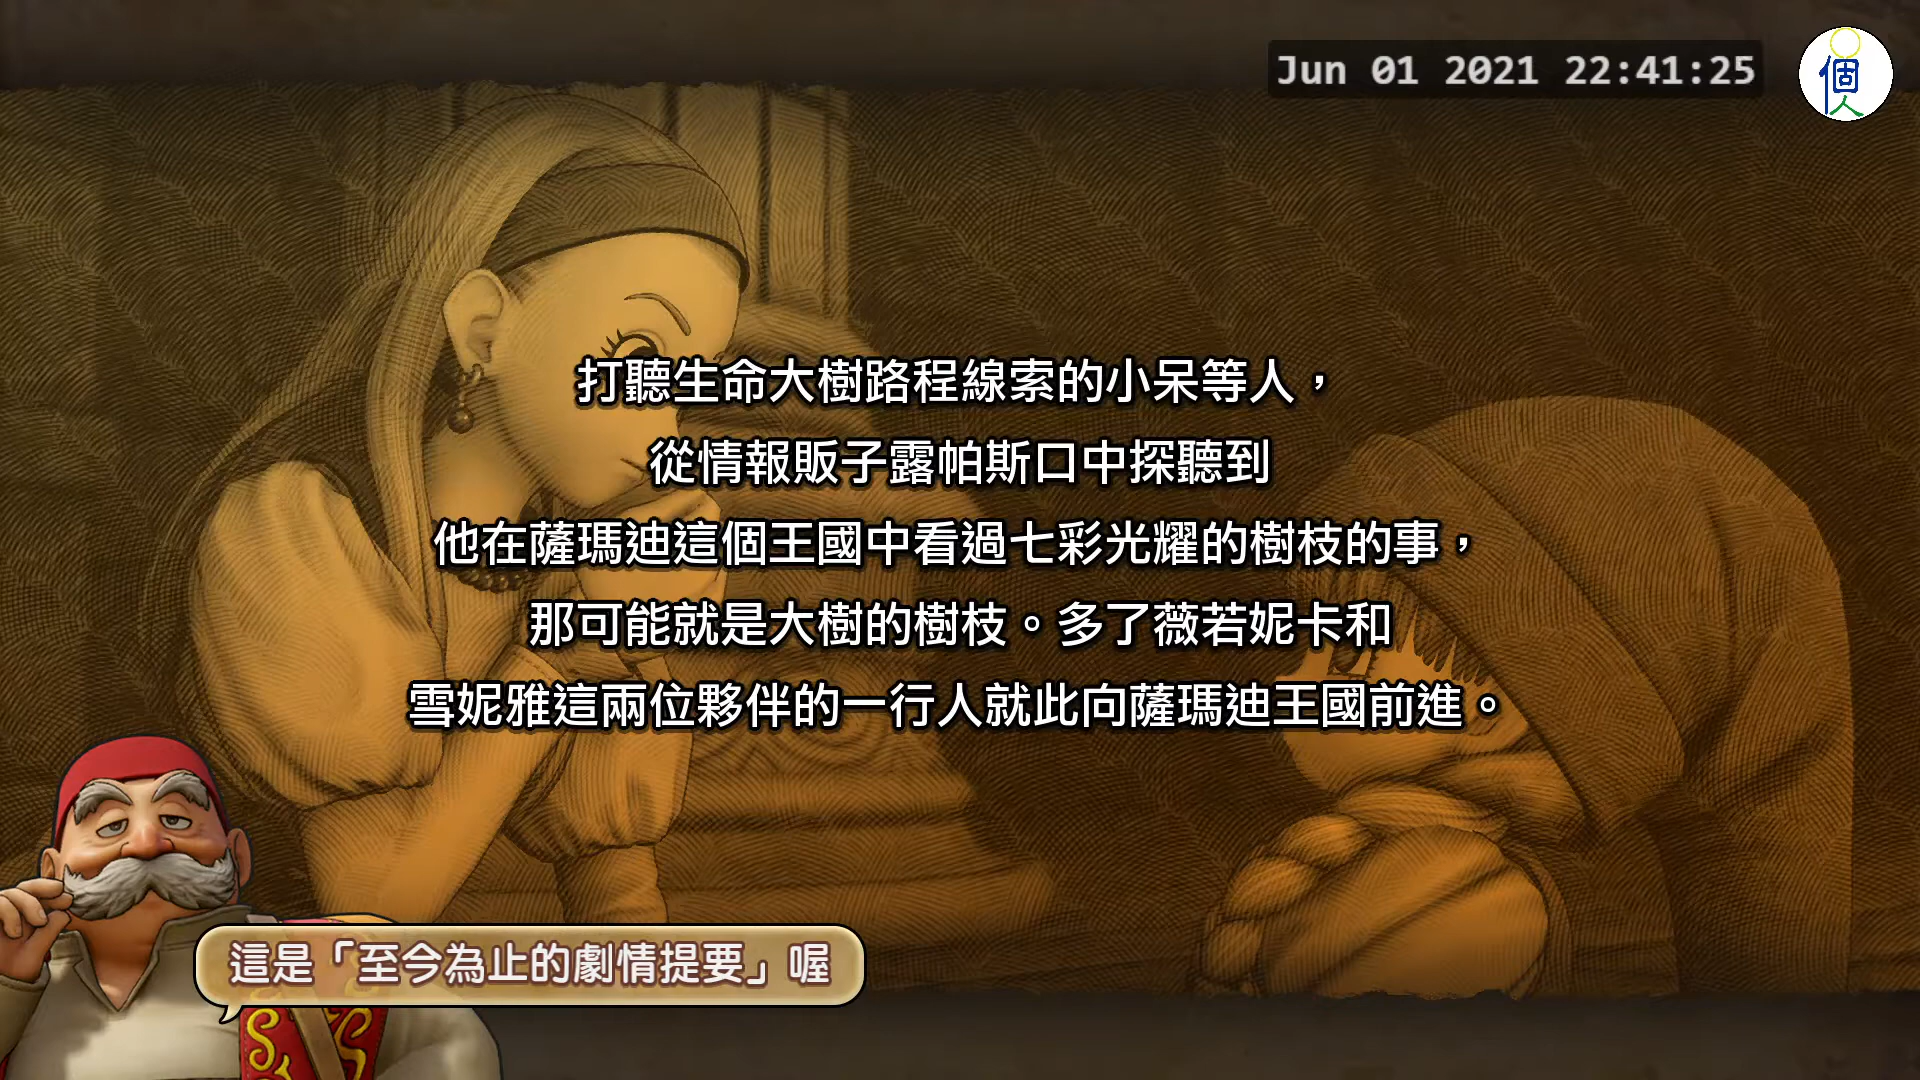 Jun 01 2021 22:41:25
個人
打聽生命大樹路程線索的小呆等人，
從情報販子露帕斯口中探聽到
他在薩瑪迪這個王國中看過七彩光耀的樹枝的事，
那可能就是大樹的樹枝。多了薇若妮卡和
雪妮雅這兩位夥伴的一行人就此向薩瑪迪王國前進。
這是「至今為止的劇情提要」喔